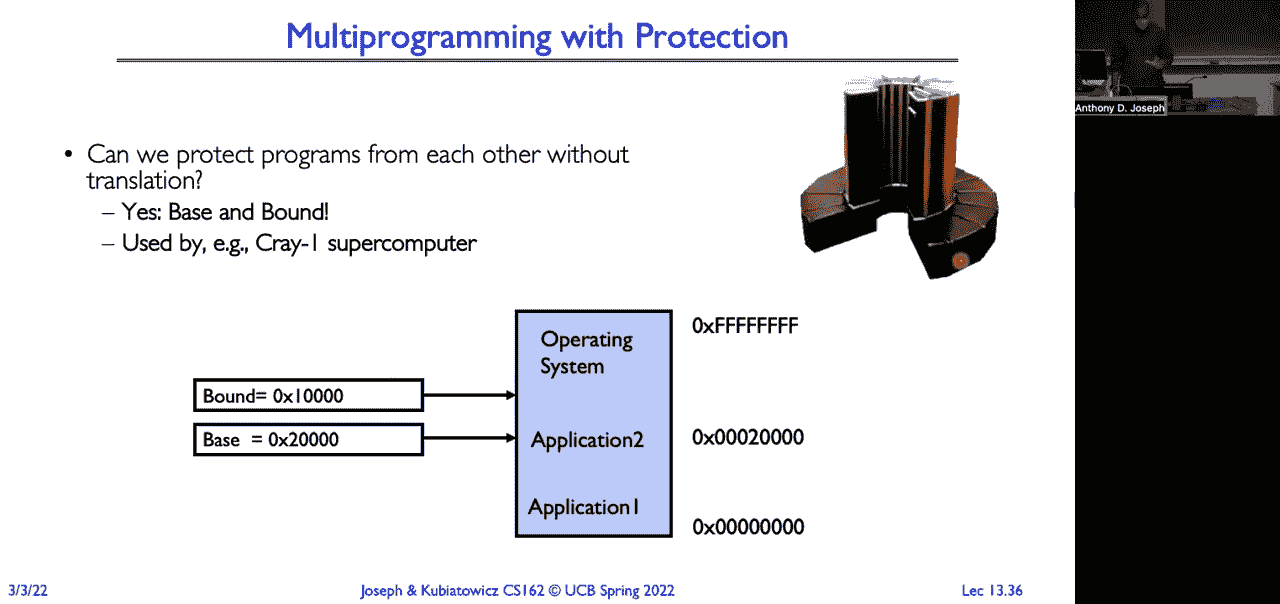 Multiprogramming with Protection
Anthony D. Joseph
• Can we protect programs from each other without
translation?
– Yes: Base and Bound!
– Used by, e.g., Cray-1 supercomputer
Operating
System
0xFFFFFFFF
Bound= 0x10000
Base = 0x20000
Application2
0x00020000
Application1
0x00000000
3/3/22
Joseph & Kubiatowicz CS162 © UCB Spring 2022
Lec 13.36